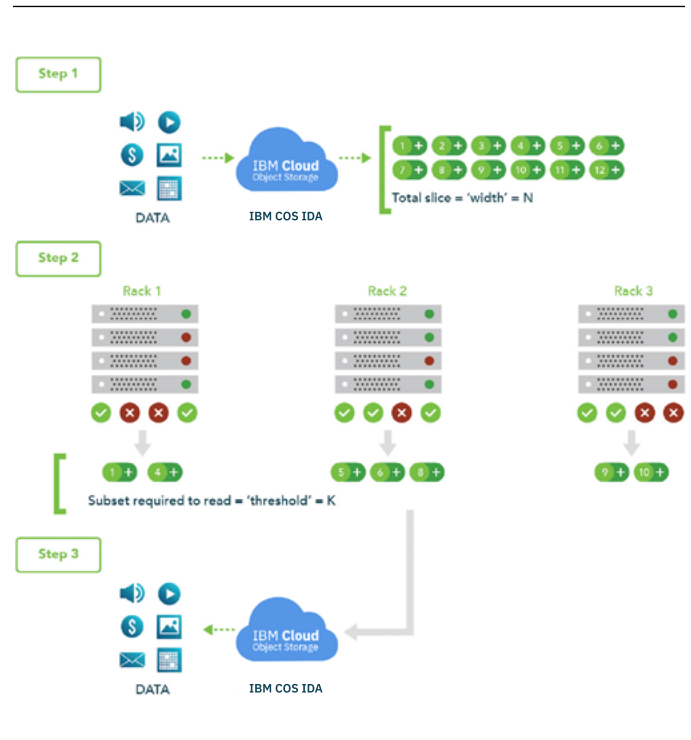 Step 1
IBM Cloud
Object Storage
1 + 2 + 3 + 4 + 5 + 6 +
7 + 8 + 9 + 10 + 11 + 12 +
Total slice = 'width' = N
DATA
IBM COS IDA
Step 2
Rack 1
Rack 2
Rack 3
1 + 4 +
5 + 6 + 8 +
9 + 10 +
Subset required to read = 'threshold' = K
Step 3
$
IBM Cloud
Object Storage
DATA
IBM COS IDA